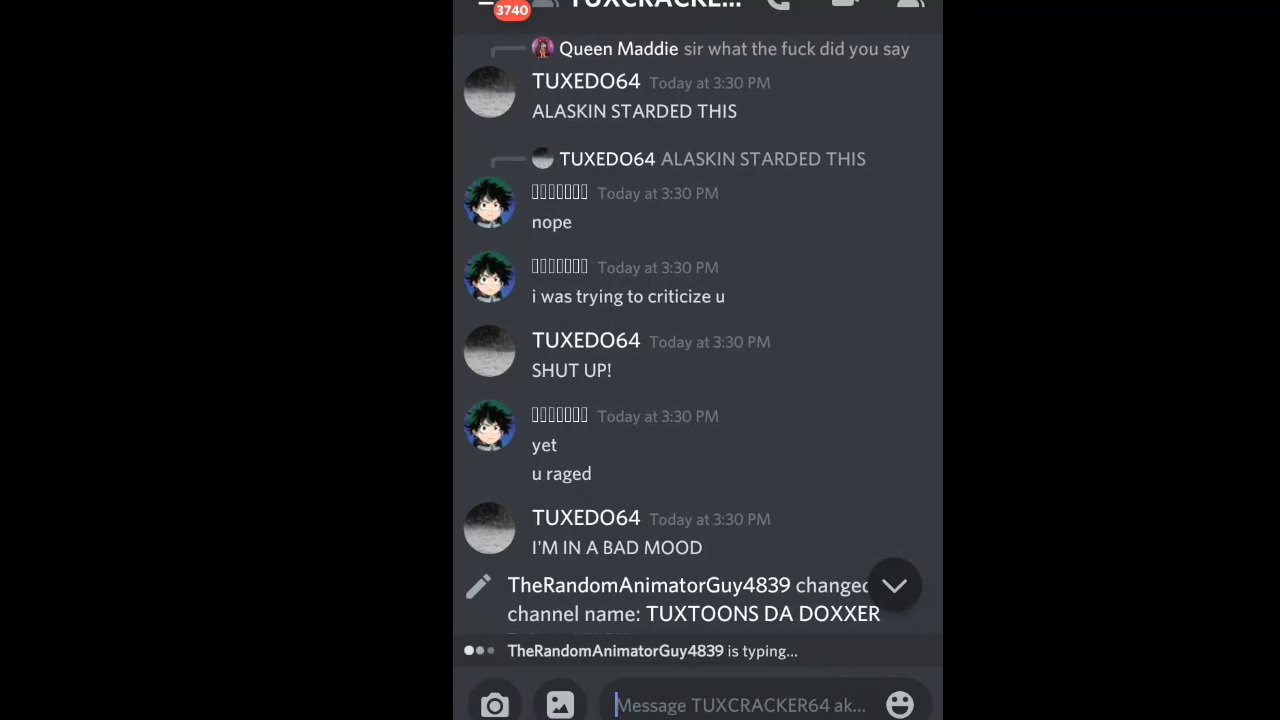 3740
TUXCRACKE...
Queen Maddie sir what the fuck did you say
TUXEDO64 Today at 3:30 PM
ALASKIN STARDED THIS
TUXEDO64 ALASKIN STARDED THIS
Today at 3:30 PM
nope
Today at 3:30 PM
i was trying to criticize u
TUXEDO64 Today at 3:30 PM
SHUT UP!
Today at 3:30 PM
yet
u raged
TUXEDO64 Today at 3:30 PM
I'M IN A BAD MOOD
TheRandomAnimatorGuy4839 changed
channel name: TUXTOONS DA DOXXER
TheRandomAnimatorGuy4839 is typing...
Message TUXCRACKER64 ak...